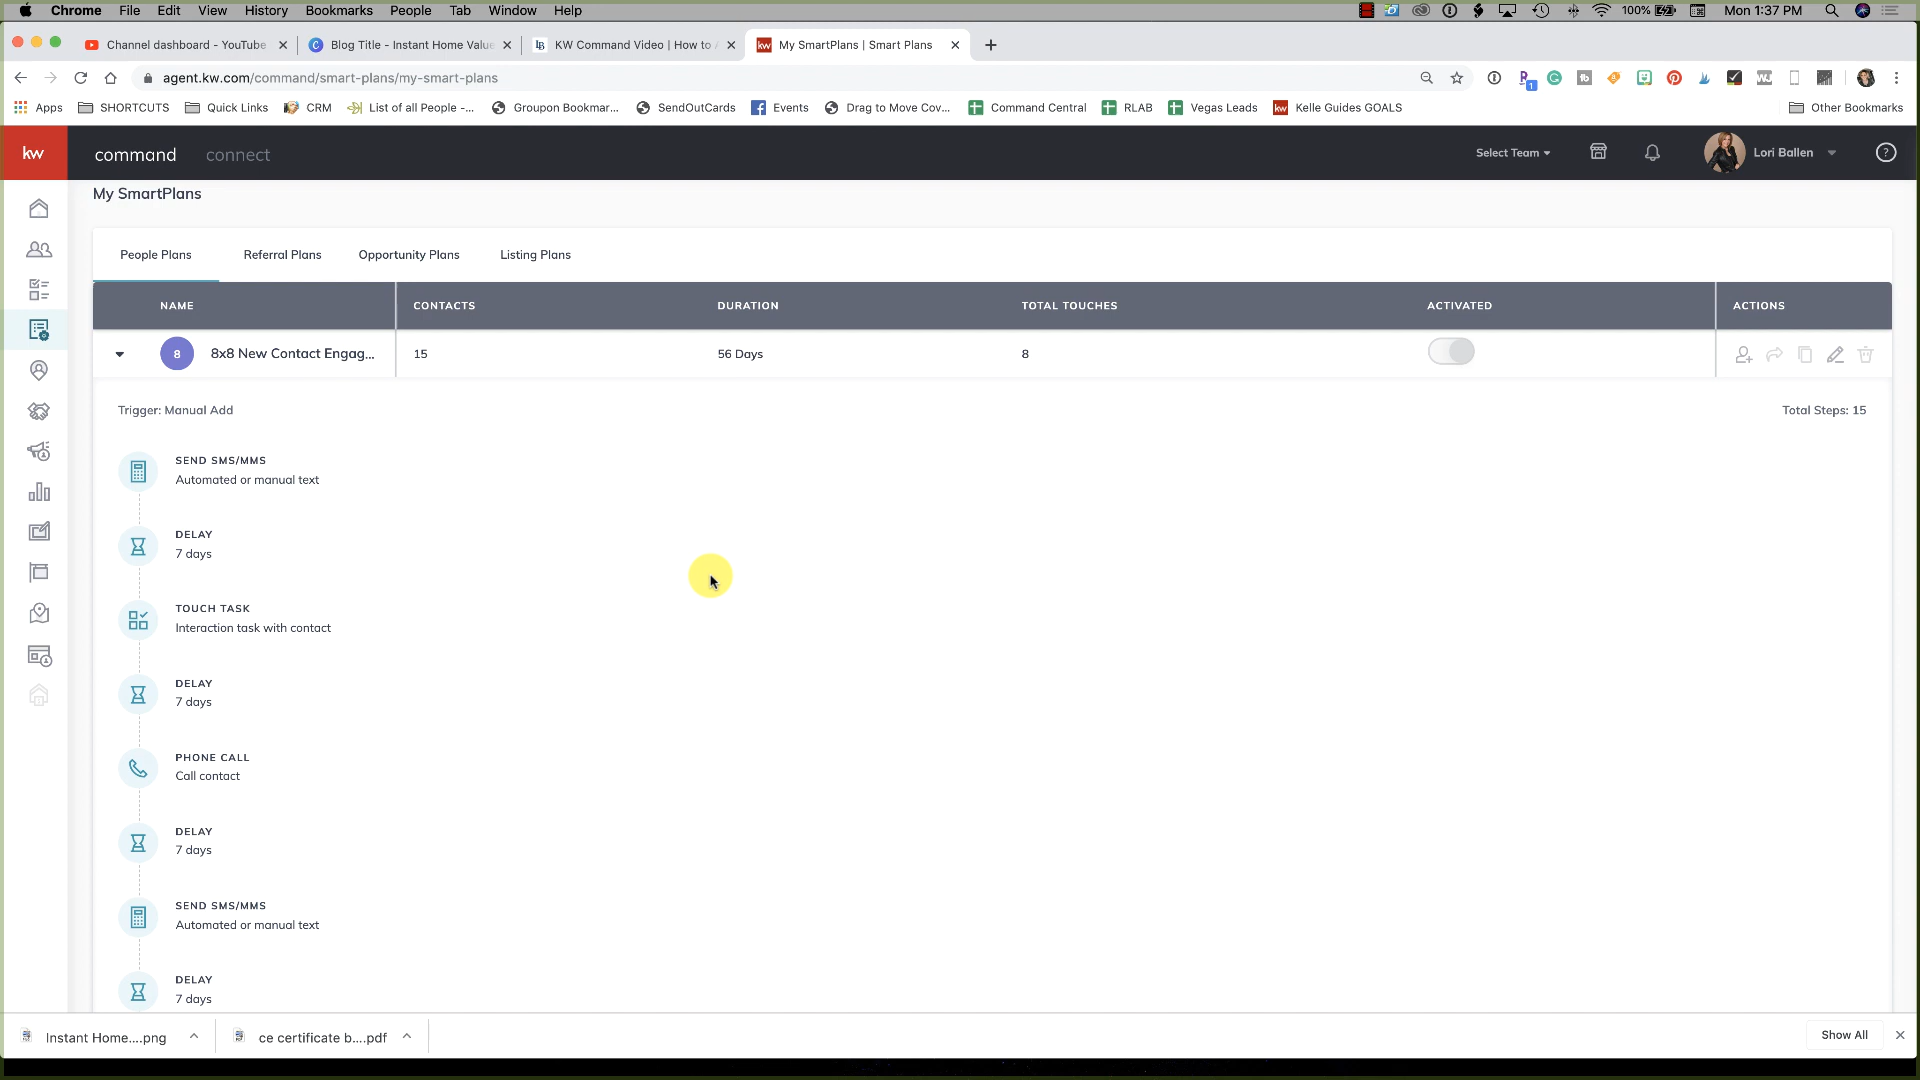 Chrome File Edit View History Bookmarks People Tab Window Help 100% Mon 1:37 PM
Channel dashboard - YouTube Blog Title - Instant Home Value KW Command Video | How to My SmartPlans | Smart Plans
agent.kw.com/command/smart-plans/my-smart-plans
Apps SHORTCUTS Quick Links CRM List of all People -... Groupon Bookmar... SendOutCards Events Drag to Move Cov... Command Central RLAB Vegas Leads kw Kelle Guides GOALS Other Bookmarks
kw command connect Select Team Lori Ballen
My SmartPlans
People Plans Referral Plans Opportunity Plans Listing Plans
NAME CONTACTS DURATION TOTAL TOUCHES ACTIVATED ACTIONS
8 8x8 New Contact Engag... 15 56 Days 8
Trigger: Manual Add Total Steps: 15
SEND SMS/MMS
Automated or manual text
DELAY
7 days
TOUCH TASK
Interaction task with contact
DELAY
7 days
PHONE CALL
Call contact
DELAY
7 days
SEND SMS/MMS
Automated or manual text
DELAY
7 days
Instant Home....png ce certificate b....pdf Show All